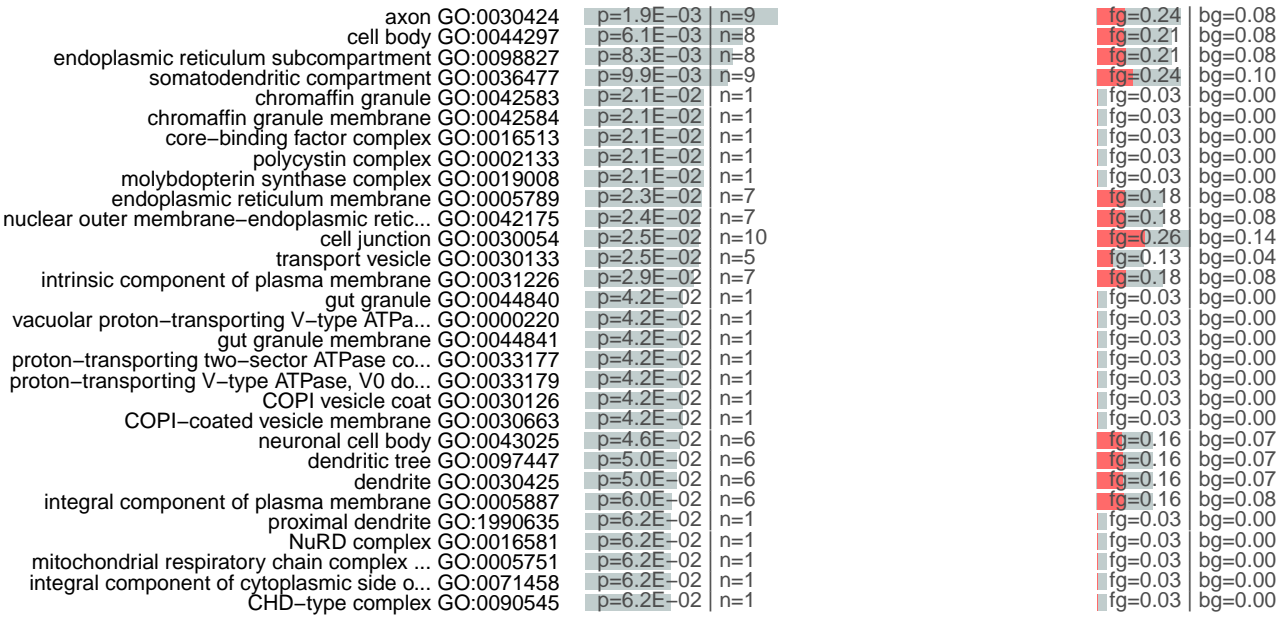 axon GO:0030424 p=1.9E−03 | n=9 fg=0.24 | bg=0.08
cell body GO:0044297 p=6.1E−03 | n=8 fg=0.21 | bg=0.08
endoplasmic reticulum subcompartment GO:0098827 p=8.3E−03 | n=8 fg=0.21 | bg=0.08
somatodendritic compartment GO:0036477 p=9.9E−03 | n=9 fg=0.24 | bg=0.10
chromaffin granule GO:0042583 p=2.1E−02 | n=1 fg=0.03 | bg=0.00
chromaffin granule membrane GO:0042584 p=2.1E−02 | n=1 fg=0.03 | bg=0.00
core−binding factor complex GO:0016513 p=2.1E−02 | n=1 fg=0.03 | bg=0.00
polycystin complex GO:0002133 p=2.1E−02 | n=1 fg=0.03 | bg=0.00
molybdopterin synthase complex GO:0019008 p=2.1E−02 | n=1 fg=0.03 | bg=0.00
endoplasmic reticulum membrane GO:0005789 p=2.3E−02 | n=7 fg=0.18 | bg=0.08
nuclear outer membrane−endoplasmic retic... GO:0042175 p=2.4E−02 | n=7 fg=0.18 | bg=0.08
cell junction GO:0030054 p=2.5E−02 | n=10 fg=0.26 | bg=0.14
transport vesicle GO:0030133 p=2.5E−02 | n=5 fg=0.13 | bg=0.04
intrinsic component of plasma membrane GO:0031226 p=2.9E−02 | n=7 fg=0.18 | bg=0.08
gut granule GO:0044840 p=4.2E−02 | n=1 fg=0.03 | bg=0.00
vacuolar proton−transporting V−type ATPa... GO:0000220 p=4.2E−02 | n=1 fg=0.03 | bg=0.00
gut granule membrane GO:0044841 p=4.2E−02 | n=1 fg=0.03 | bg=0.00
proton−transporting two−sector ATPase co... GO:0033177 p=4.2E−02 | n=1 fg=0.03 | bg=0.00
proton−transporting V−type ATPase, V0 do... GO:0033179 p=4.2E−02 | n=1 fg=0.03 | bg=0.00
COPI vesicle coat GO:0030126 p=4.2E−02 | n=1 fg=0.03 | bg=0.00
COPI−coated vesicle membrane GO:0030663 p=4.2E−02 | n=1 fg=0.03 | bg=0.00
neuronal cell body GO:0043025 p=4.6E−02 | n=6 fg=0.16 | bg=0.07
dendritic tree GO:0097447 p=5.0E−02 | n=6 fg=0.16 | bg=0.07
dendrite GO:0030425 p=5.0E−02 | n=6 fg=0.16 | bg=0.07
integral component of plasma membrane GO:0005887 p=6.0E−02 | n=6 fg=0.16 | bg=0.08
proximal dendrite GO:1990635 p=6.2E−02 | n=1 fg=0.03 | bg=0.00
NuRD complex GO:0016581 p=6.2E−02 | n=1 fg=0.03 | bg=0.00
mitochondrial respiratory chain complex ... GO:0005751 p=6.2E−02 | n=1 fg=0.03 | bg=0.00
integral component of cytoplasmic side o... GO:0071458 p=6.2E−02 | n=1 fg=0.03 | bg=0.00
CHD−type complex GO:0090545 p=6.2E−02 | n=1 fg=0.03 | bg=0.00